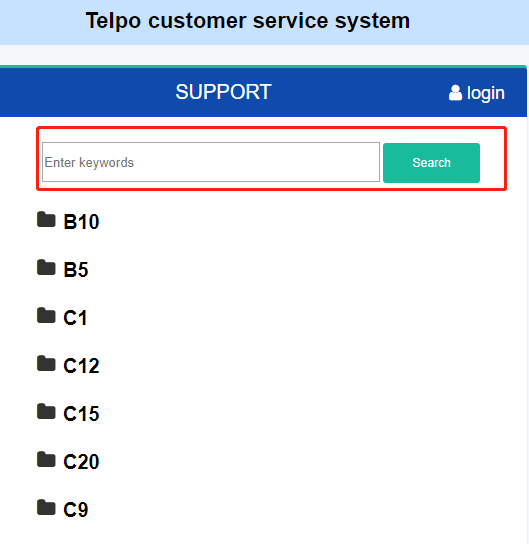 Telpo customer service system
SUPPORT login
Enter keywords Search
B10
B5
C1
C12
C15
C20
C9